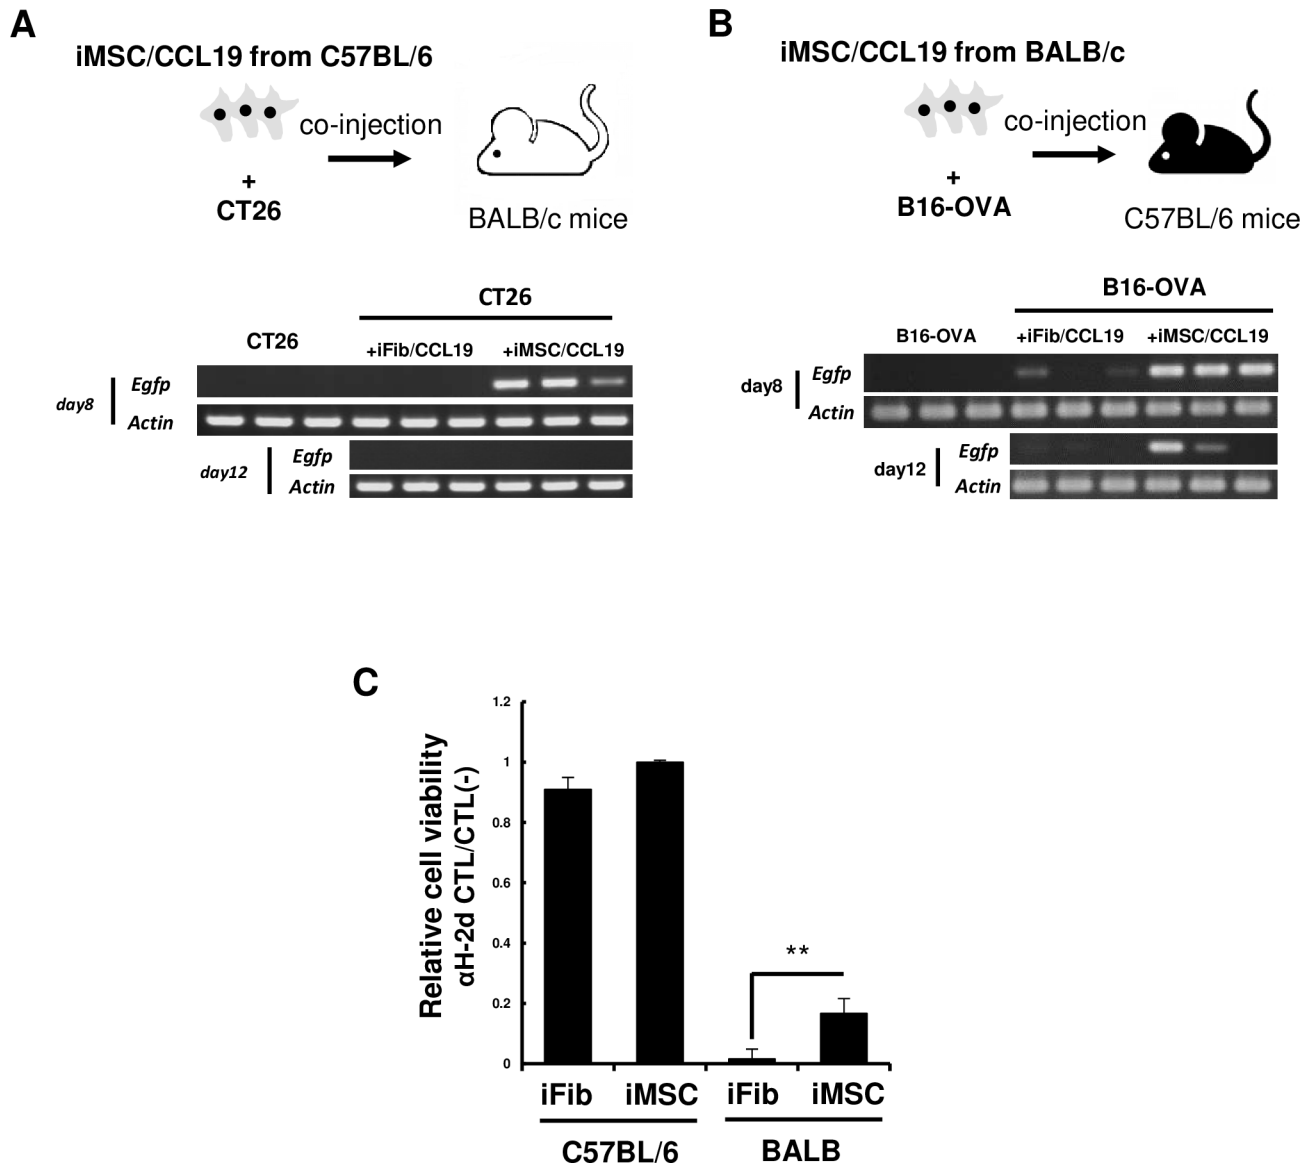 A
iMSC/CCL19 from C57BL/6
co-injection
+
CT26
BALB/c mice
CT26
CT26
+iFib/CCL19
+iMSC/CCL19
day8
Egfp
Actin
day12
Egfp
Actin
B
iMSC/CCL19 from BALB/c
co-injection
+
B16-OVA
C57BL/6 mice
B16-OVA
B16-OVA
+iFib/CCL19
+iMSC/CCL19
day8
Egfp
Actin
day12
Egfp
Actin
C
Relative cell viability
αH-2d CTL/CTL(-)
1.2
1
0.8
0.6
0.4
0.2
0
**
iFib
iMSC
iFib
iMSC
C57BL/6
BALB